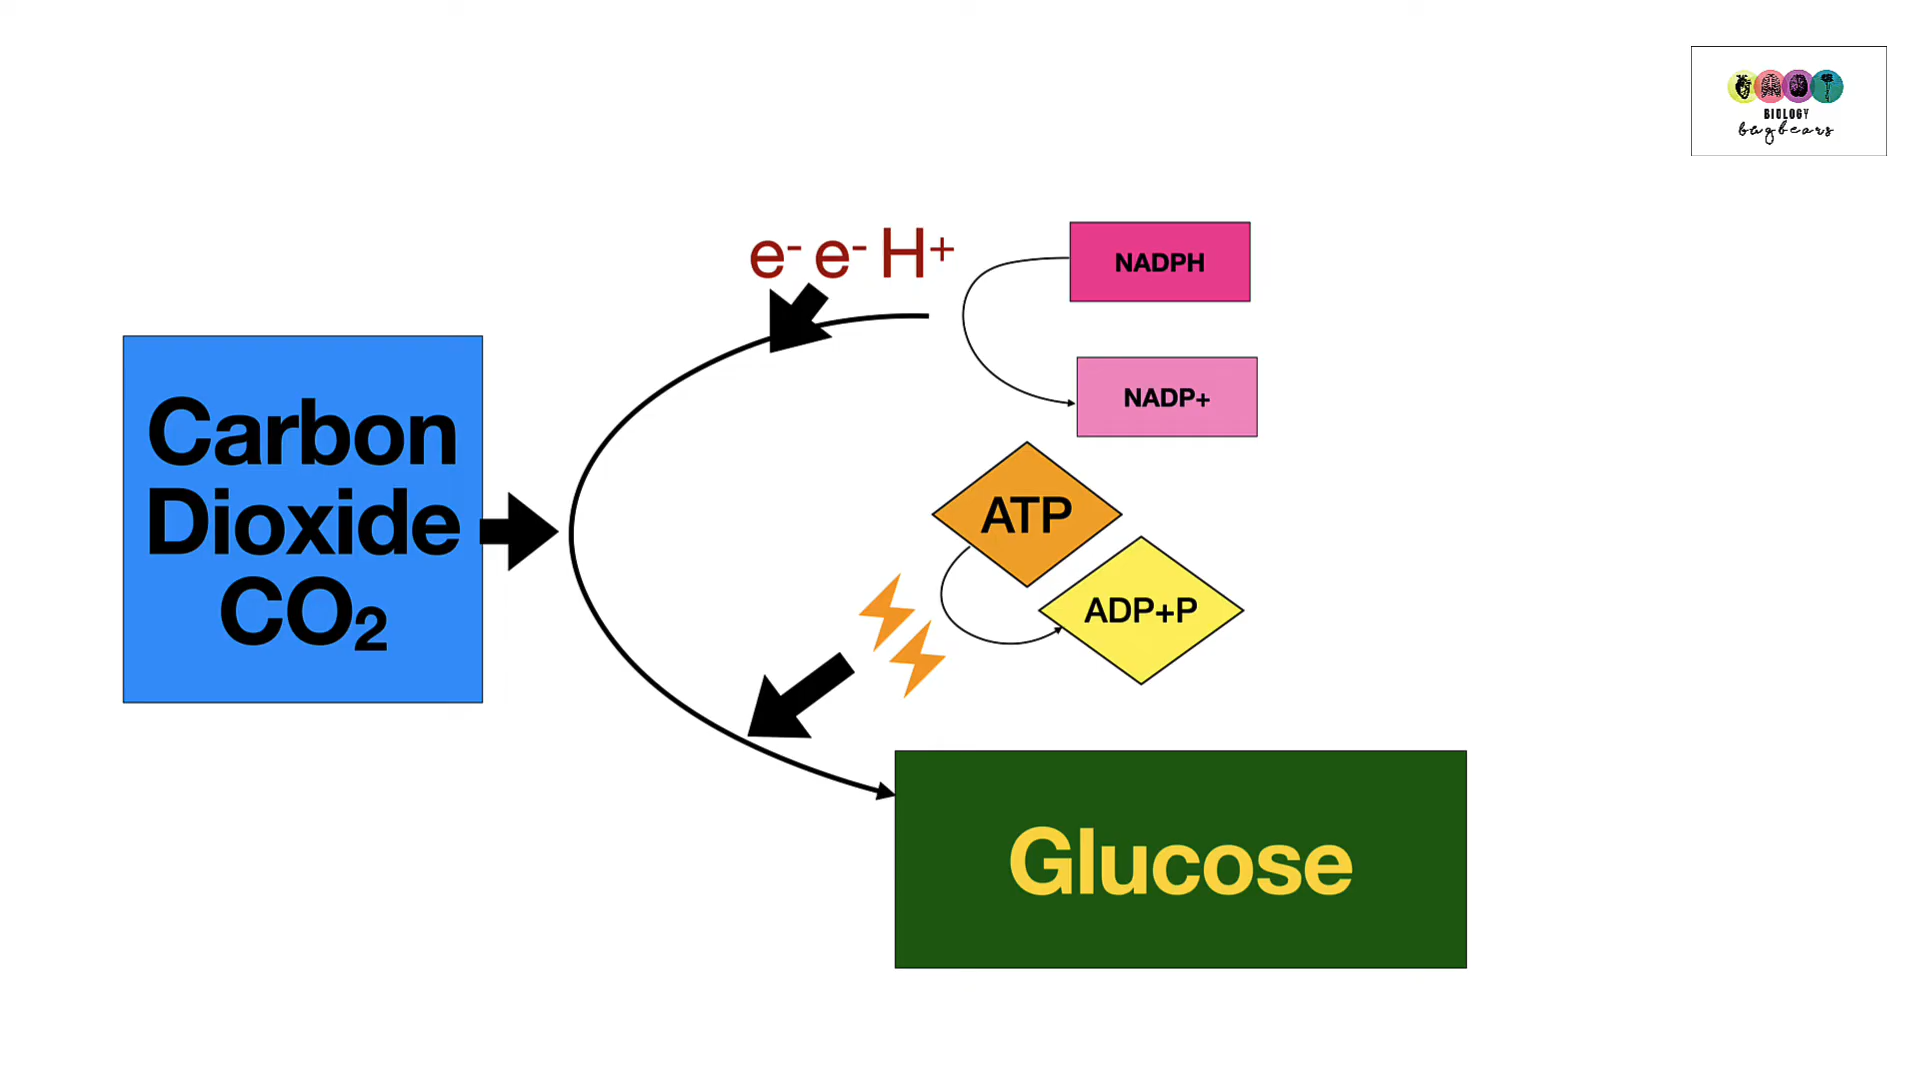 BIOLOGY
bugbears
e- e- H+
NADPH
NADP+
Carbon
Dioxide
CO₂
ATP
ADP+P
Glucose